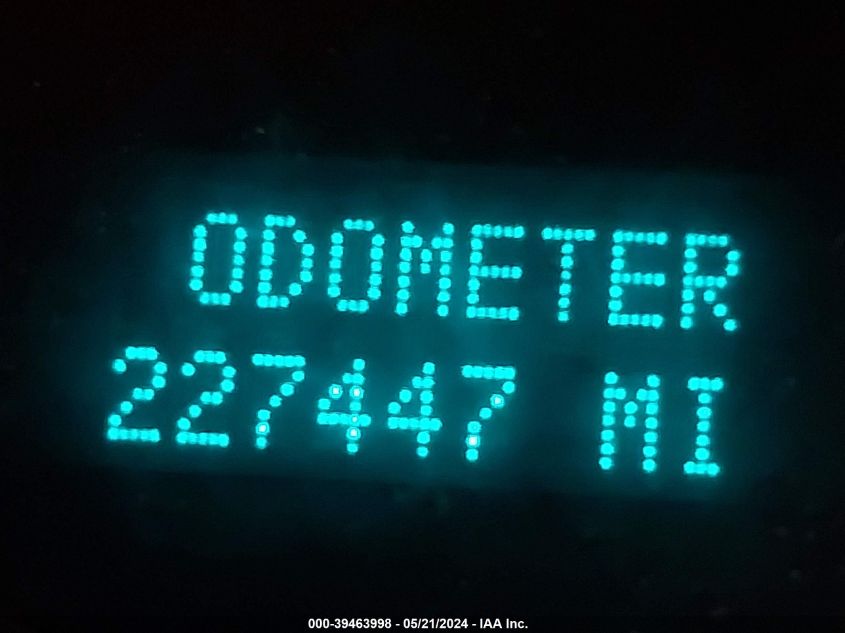 ODOMETER
227447 MI
000-39463998 - 05/21/2024 - IAA Inc.